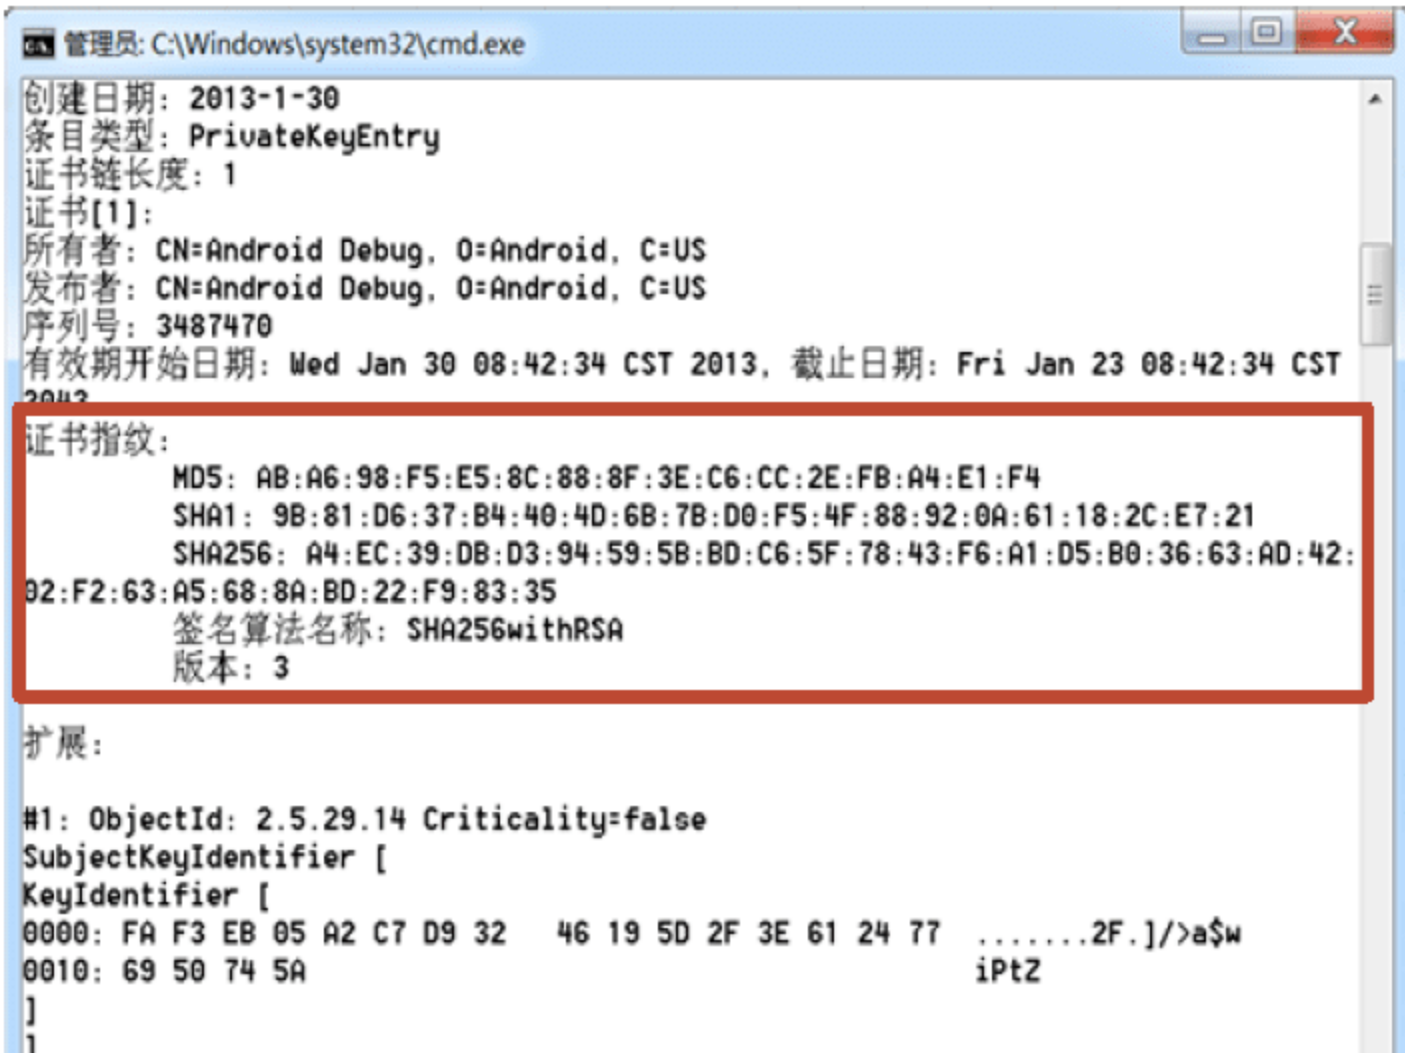 管理员: C:\Windows\system32\cmd.exe
创建日期: 2013-1-30
条目类型: PrivateKeyEntry
证书链长度: 1
证书[1]:
所有者: CN=Android Debug, O=Android, C=US
发布者: CN=Android Debug, O=Android, C=US
序列号: 3487470
有效期开始日期: Wed Jan 30 08:42:34 CST 2013, 截止日期: Fri Jan 23 08:42:34 CST
2043
证书指纹:
MD5: AB:A6:98:F5:E5:8C:88:8F:3E:C6:CC:2E:FB:A4:E1:F4
SHA1: 9B:81:D6:37:B4:40:4D:6B:7B:D0:F5:4F:88:92:0A:61:18:2C:E7:21
SHA256: A4:EC:39:DB:D3:94:59:5B:BD:C6:5F:78:43:F6:A1:D5:B0:36:63:AD:42:
02:F2:63:A5:68:8A:BD:22:F9:83:35
签名算法名称: SHA256withRSA
版本: 3
扩展:
#1: ObjectId: 2.5.29.14 Criticality=false
SubjectKeyIdentifier [
KeyIdentifier [
0000: FA F3 EB 05 A2 C7 D9 32   46 19 5D 2F 3E 61 24 77  .......2F.]/>a$w
0010: 69 50 74 5A                                        iPtZ
]
]